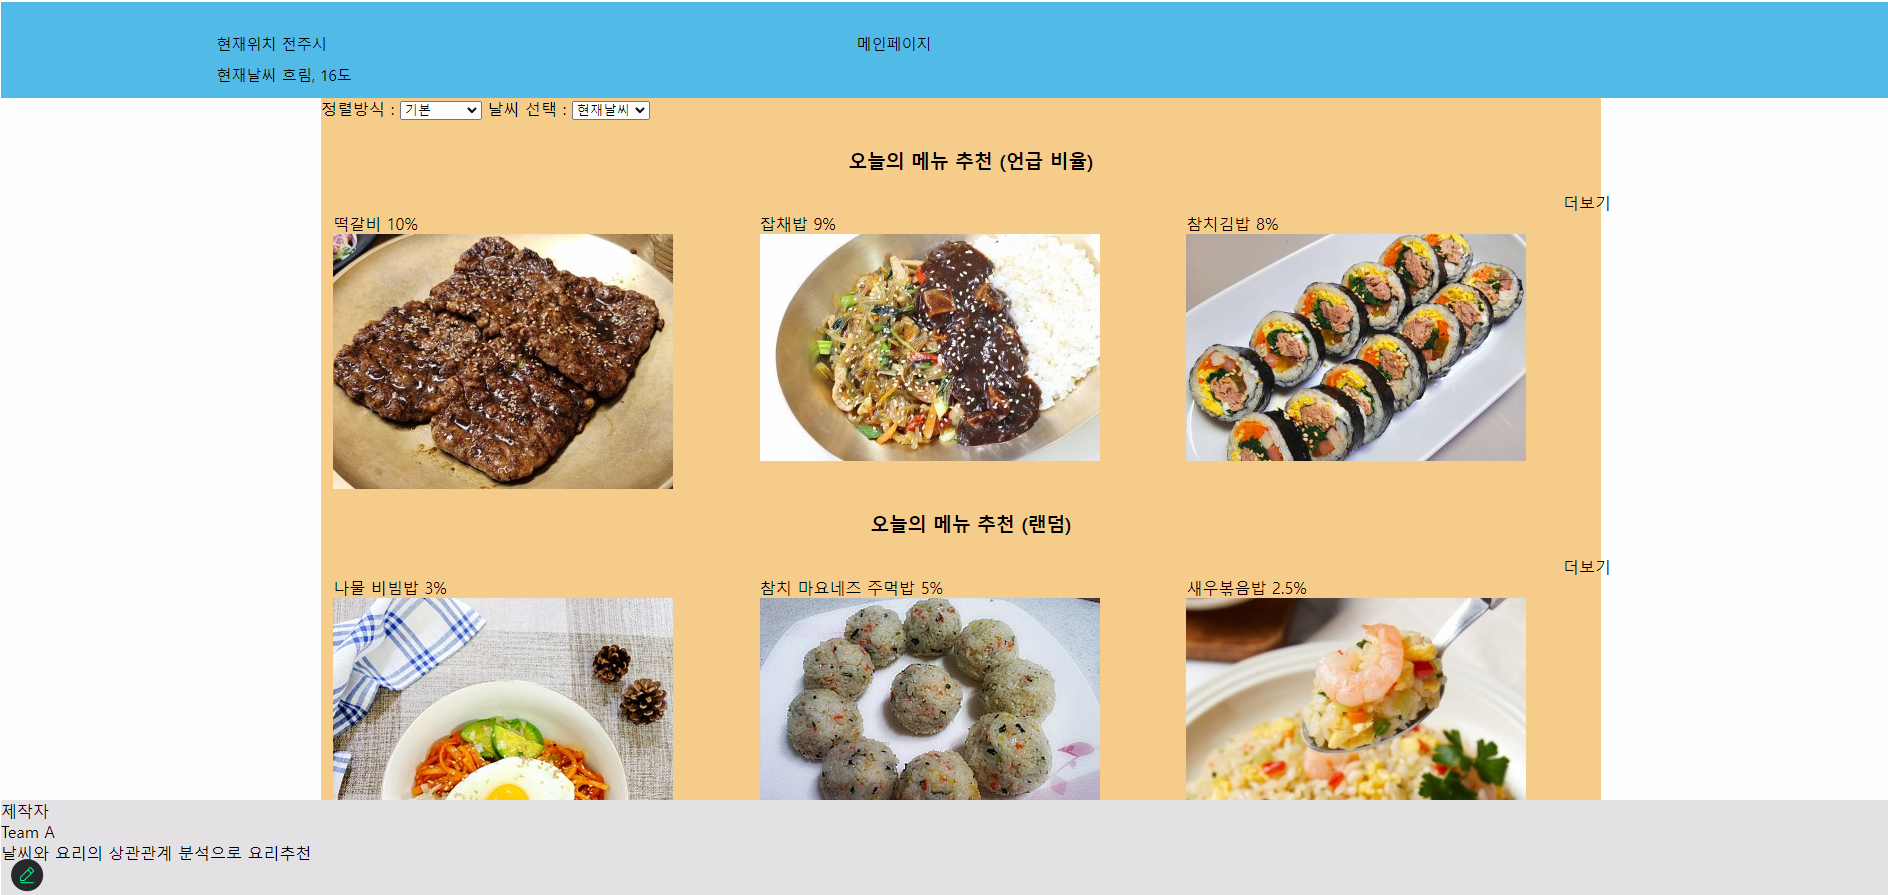 현재위치 전주시
메인페이지
현재날씨 흐림, 16도
정렬방식 : 기본 날씨 선택 : 현재날씨
오늘의 메뉴 추천 (언급 비율)
더보기
떡갈비 10%
잡채밥 9%
참치김밥 8%
오늘의 메뉴 추천 (랜덤)
더보기
나물 비빔밥 3%
참치 마요네즈 주먹밥 5%
새우볶음밥 2.5%
제작자
Team A
날씨와 요리의 상관관계 분석으로 요리추천